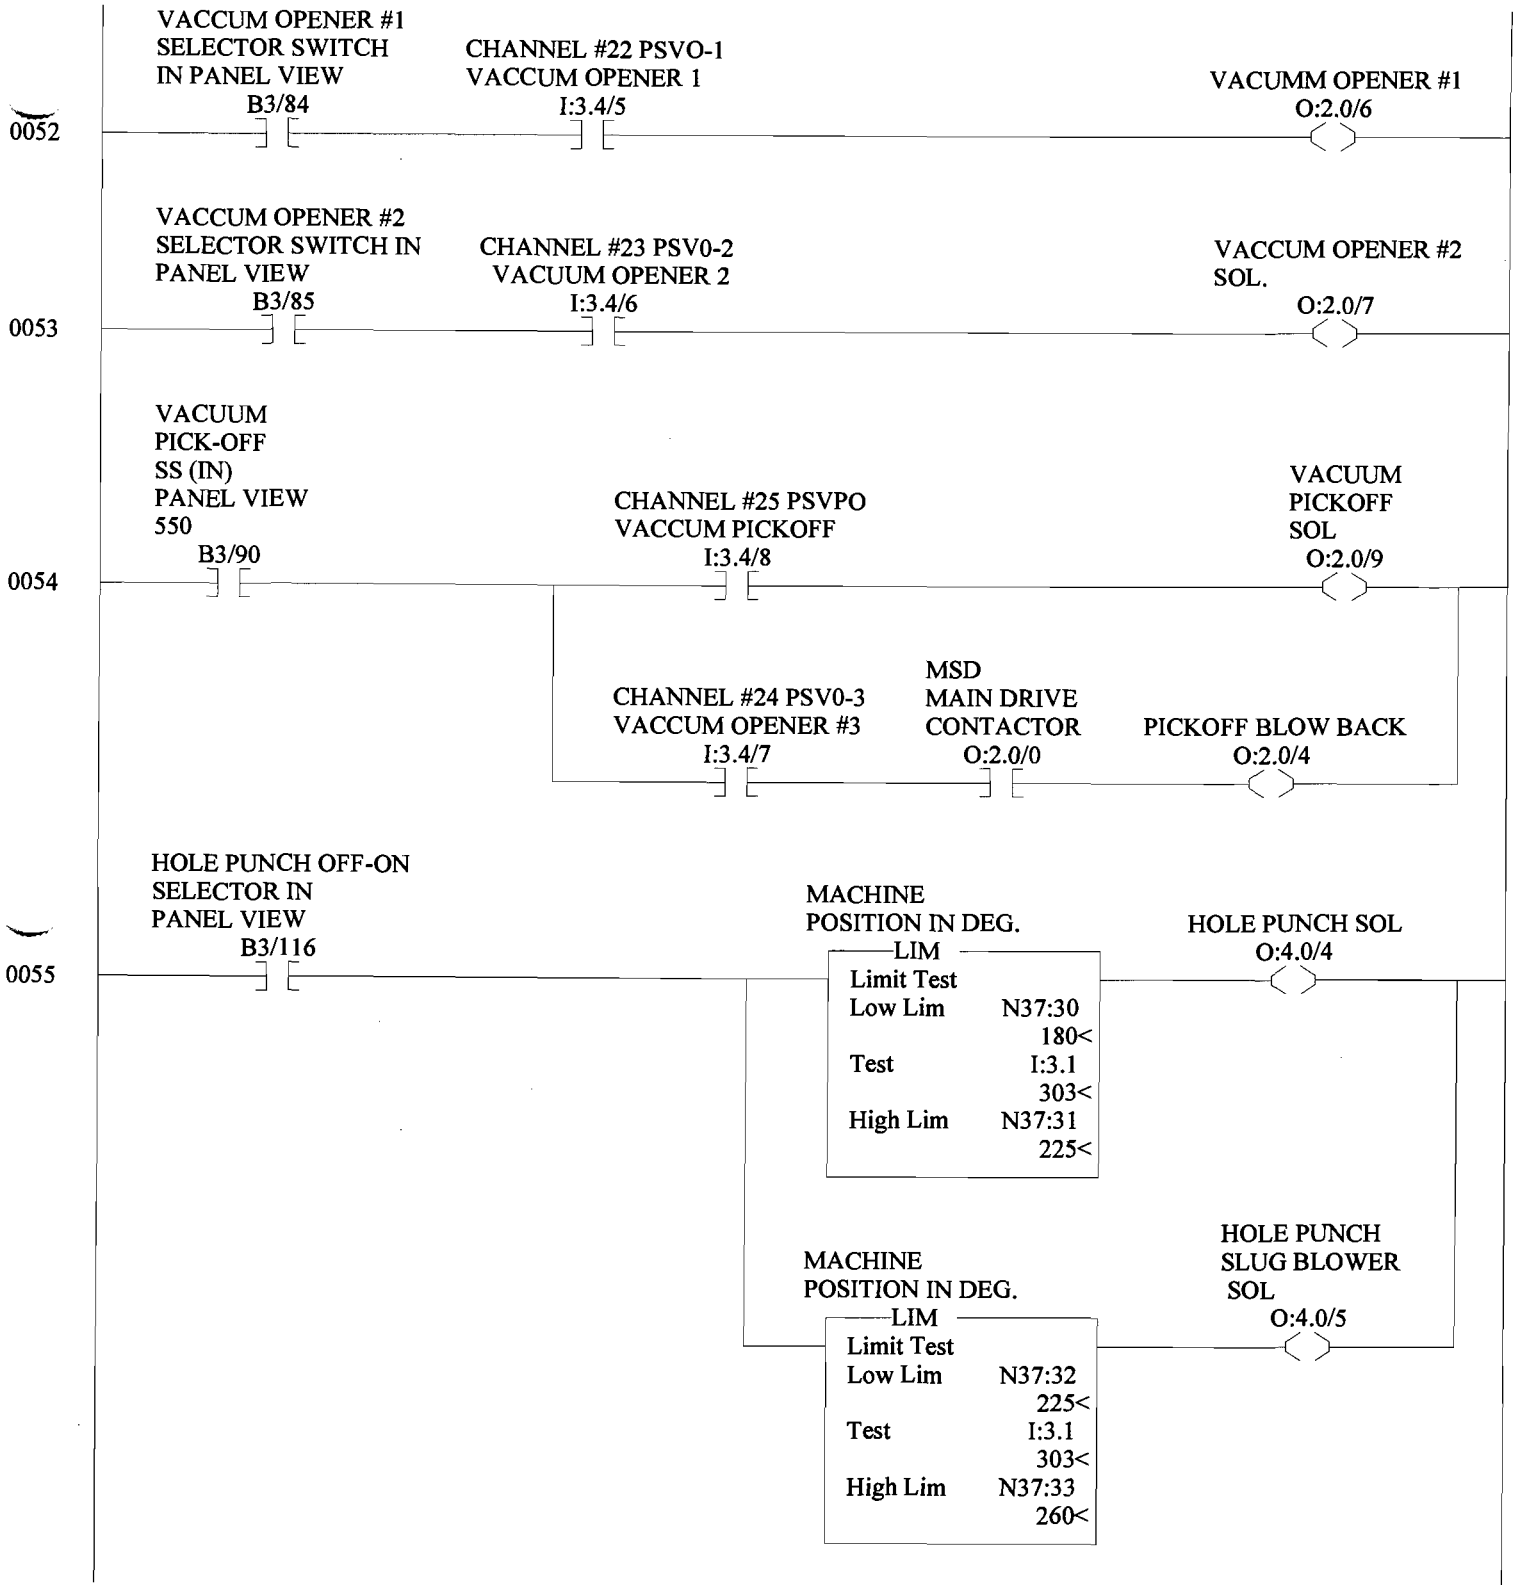 VACCUM OPENER #1
SELECTOR SWITCH
IN PANEL VIEW
B3/84
CHANNEL #22 PSVO-1
VACCUM OPENER 1
I:3.4/5
VACUMM OPENER #1
O:2.0/6
0052
VACCUM OPENER #2
SELECTOR SWITCH IN
PANEL VIEW
B3/85
CHANNEL #23 PSV0-2
VACUUM OPENER 2
I:3.4/6
VACCUM OPENER #2
SOL.
O:2.0/7
0053
VACUUM
PICK-OFF
SS (IN)
PANEL VIEW
550
B3/90
CHANNEL #25 PSVPO
VACCUM PICKOFF
I:3.4/8
VACUUM
PICKOFF
SOL
O:2.0/9
0054
CHANNEL #24 PSV0-3
VACCUM OPENER #3
I:3.4/7
MSD
MAIN DRIVE
CONTACTOR
O:2.0/0
PICKOFF BLOW BACK
O:2.0/4
HOLE PUNCH OFF-ON
SELECTOR IN
PANEL VIEW
B3/116
MACHINE
POSITION IN DEG.
HOLE PUNCH SOL
O:4.0/4
0055
LIM
Limit Test
Low Lim N37:30
180<
Test I:3.1
303<
High Lim N37:31
225<
MACHINE
POSITION IN DEG.
HOLE PUNCH
SLUG BLOWER
SOL
O:4.0/5
LIM
Limit Test
Low Lim N37:32
225<
Test I:3.1
303<
High Lim N37:33
260<